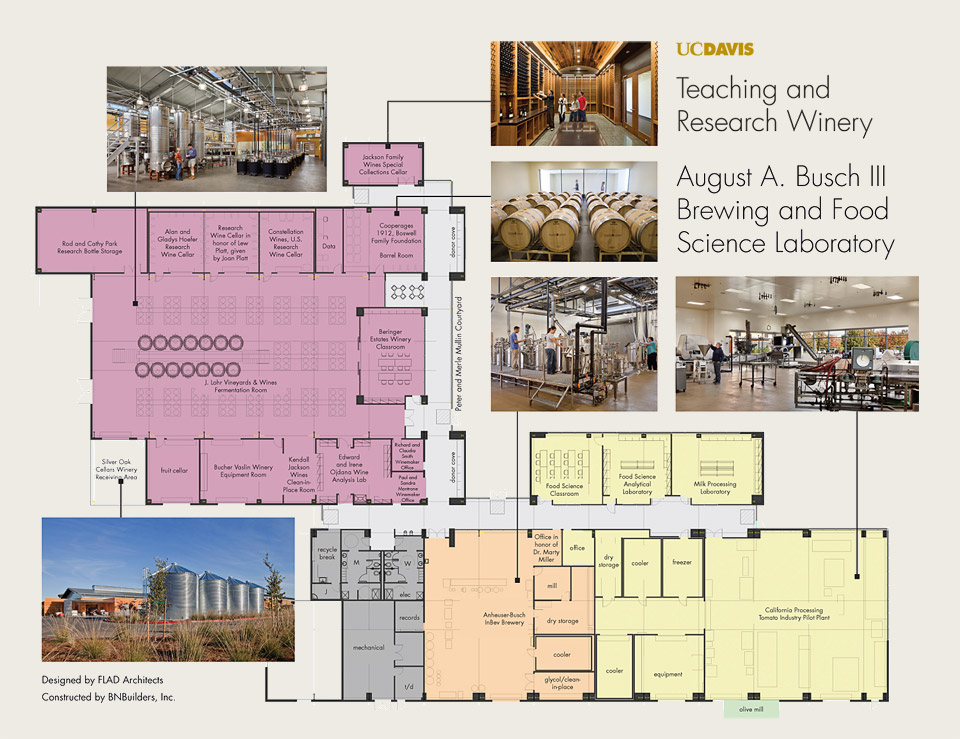 UCDAVIS
Teaching and
Research Winery
August A. Busch III
Brewing and Food
Science Laboratory
Jackson Family
Wines Special
Collections Cellar
Rod and Cathy Park
Research Bottle Storage
Alan and
Gladys Hoefer
Research
Wine Cellar
Research
Wine Cellar in
honor of Lew
Platt, given
by Joan Platt
Constellation
Wines, U.S.
Research
Wine Cellar
Data
Cooperages
1912, Boswell
Family Foundation
Barrel Room
donor cove
Peter and Merle Mullin Courtyard
Beringer
Estates Winery
Classroom
J. Lohr Vineyards & Wines
Fermentation Room
Silver Oak
Cellars Winery
Receiving Area
fruit cellar
Bucher Vaslin Winery
Equipment Room
Kendall
Jackson
Wines
Clean-in-
Place Room
Edward
and Irene
Ojdana Wine
Analysis Lab
Richard and
Claudia
Smith
Winemaker
Office
Paul and
Sandra
Montrone
Winemaker
Office
donor cove
Food Science
Classroom
Food Science
Analytical
Laboratory
Milk Processing
Laboratory
recycle
break
M
W
J
elec
records
mechanical
t/d
Anheuser-Busch
InBev Brewery
Office in
honor of
Dr. Marty
Miller
office
mill
dry storage
cooler
glycol/clean-
in-place
dry
storage
cooler
freezer
cooler
equipment
California Processing
Tomato Industry Pilot Plant
olive mill
Designed by FLAD Architects
Constructed by BNBuilders, Inc.